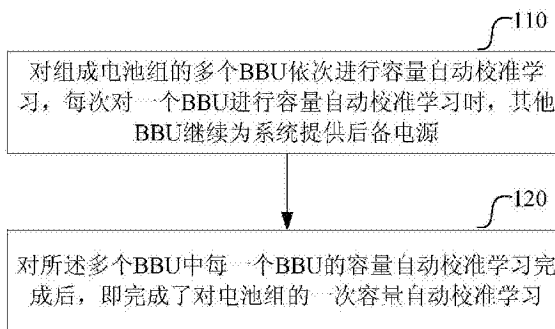 110
对组成电池组的多个BBU依次进行容量自动校准学
习，每次对一个BBU进行容量自动校准学习时，其他
BBU继续为系统提供后备电源
120
对所述多个BBU中每一个BBU的容量自动校准学习完
成后，即完成了对电池组的一次容量自动校准学习